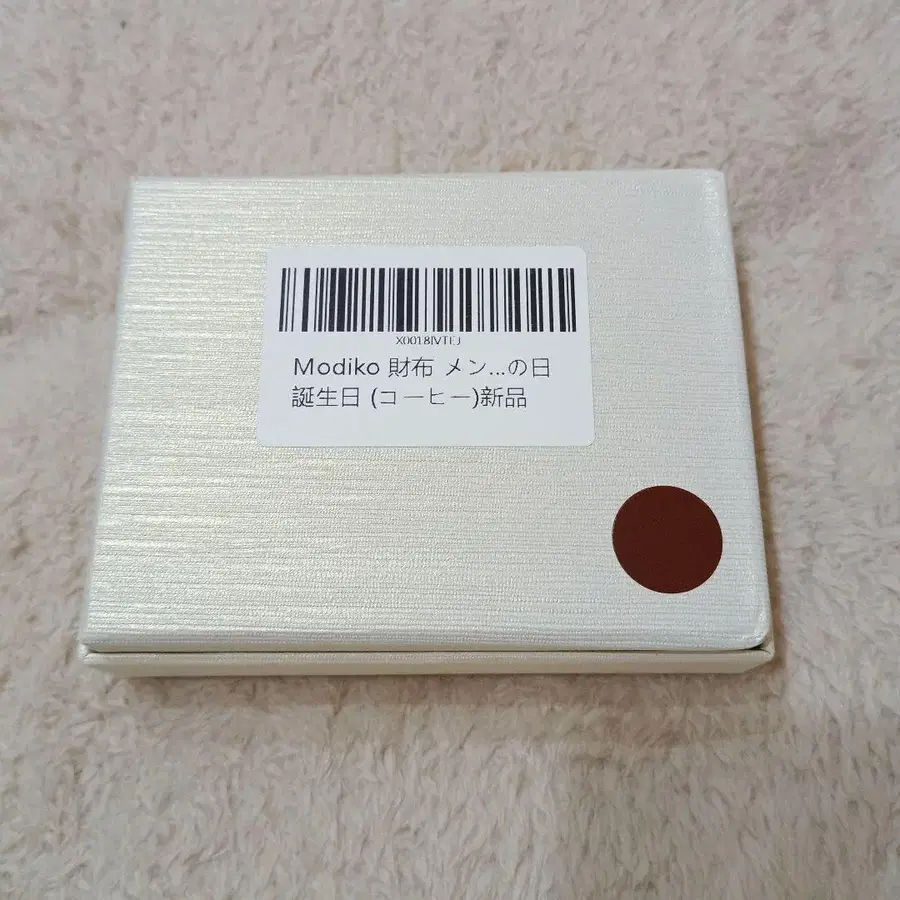 X0018IVTEJ
Modiko 財布 メン...の日
誕生日 (コーヒー)新品